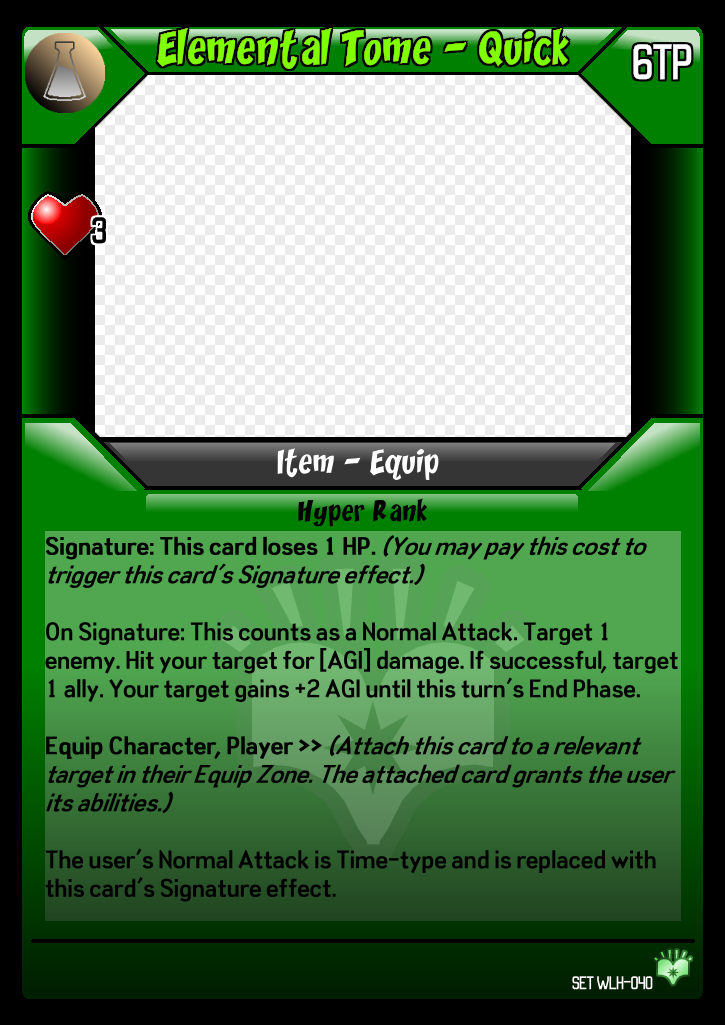 Elemental Tome - Quick
6TP
3
Item - Equip
Hyper Rank
Signature: This card loses 1 HP. (You may pay this cost to
trigger this card's Signature effect.)
On Signature: This counts as a Normal Attack. Target 1
enemy. Hit your target for [AGI] damage. If successful, target
1 ally. Your target gains +2 AGI until this turn's End Phase.
Equip Character, Player >> (Attach this card to a relevant
target in their Equip Zone. The attached card grants the user
its abilities.)
The user's Normal Attack is Time-type and is replaced with
this card's Signature effect.
SET WLH-040